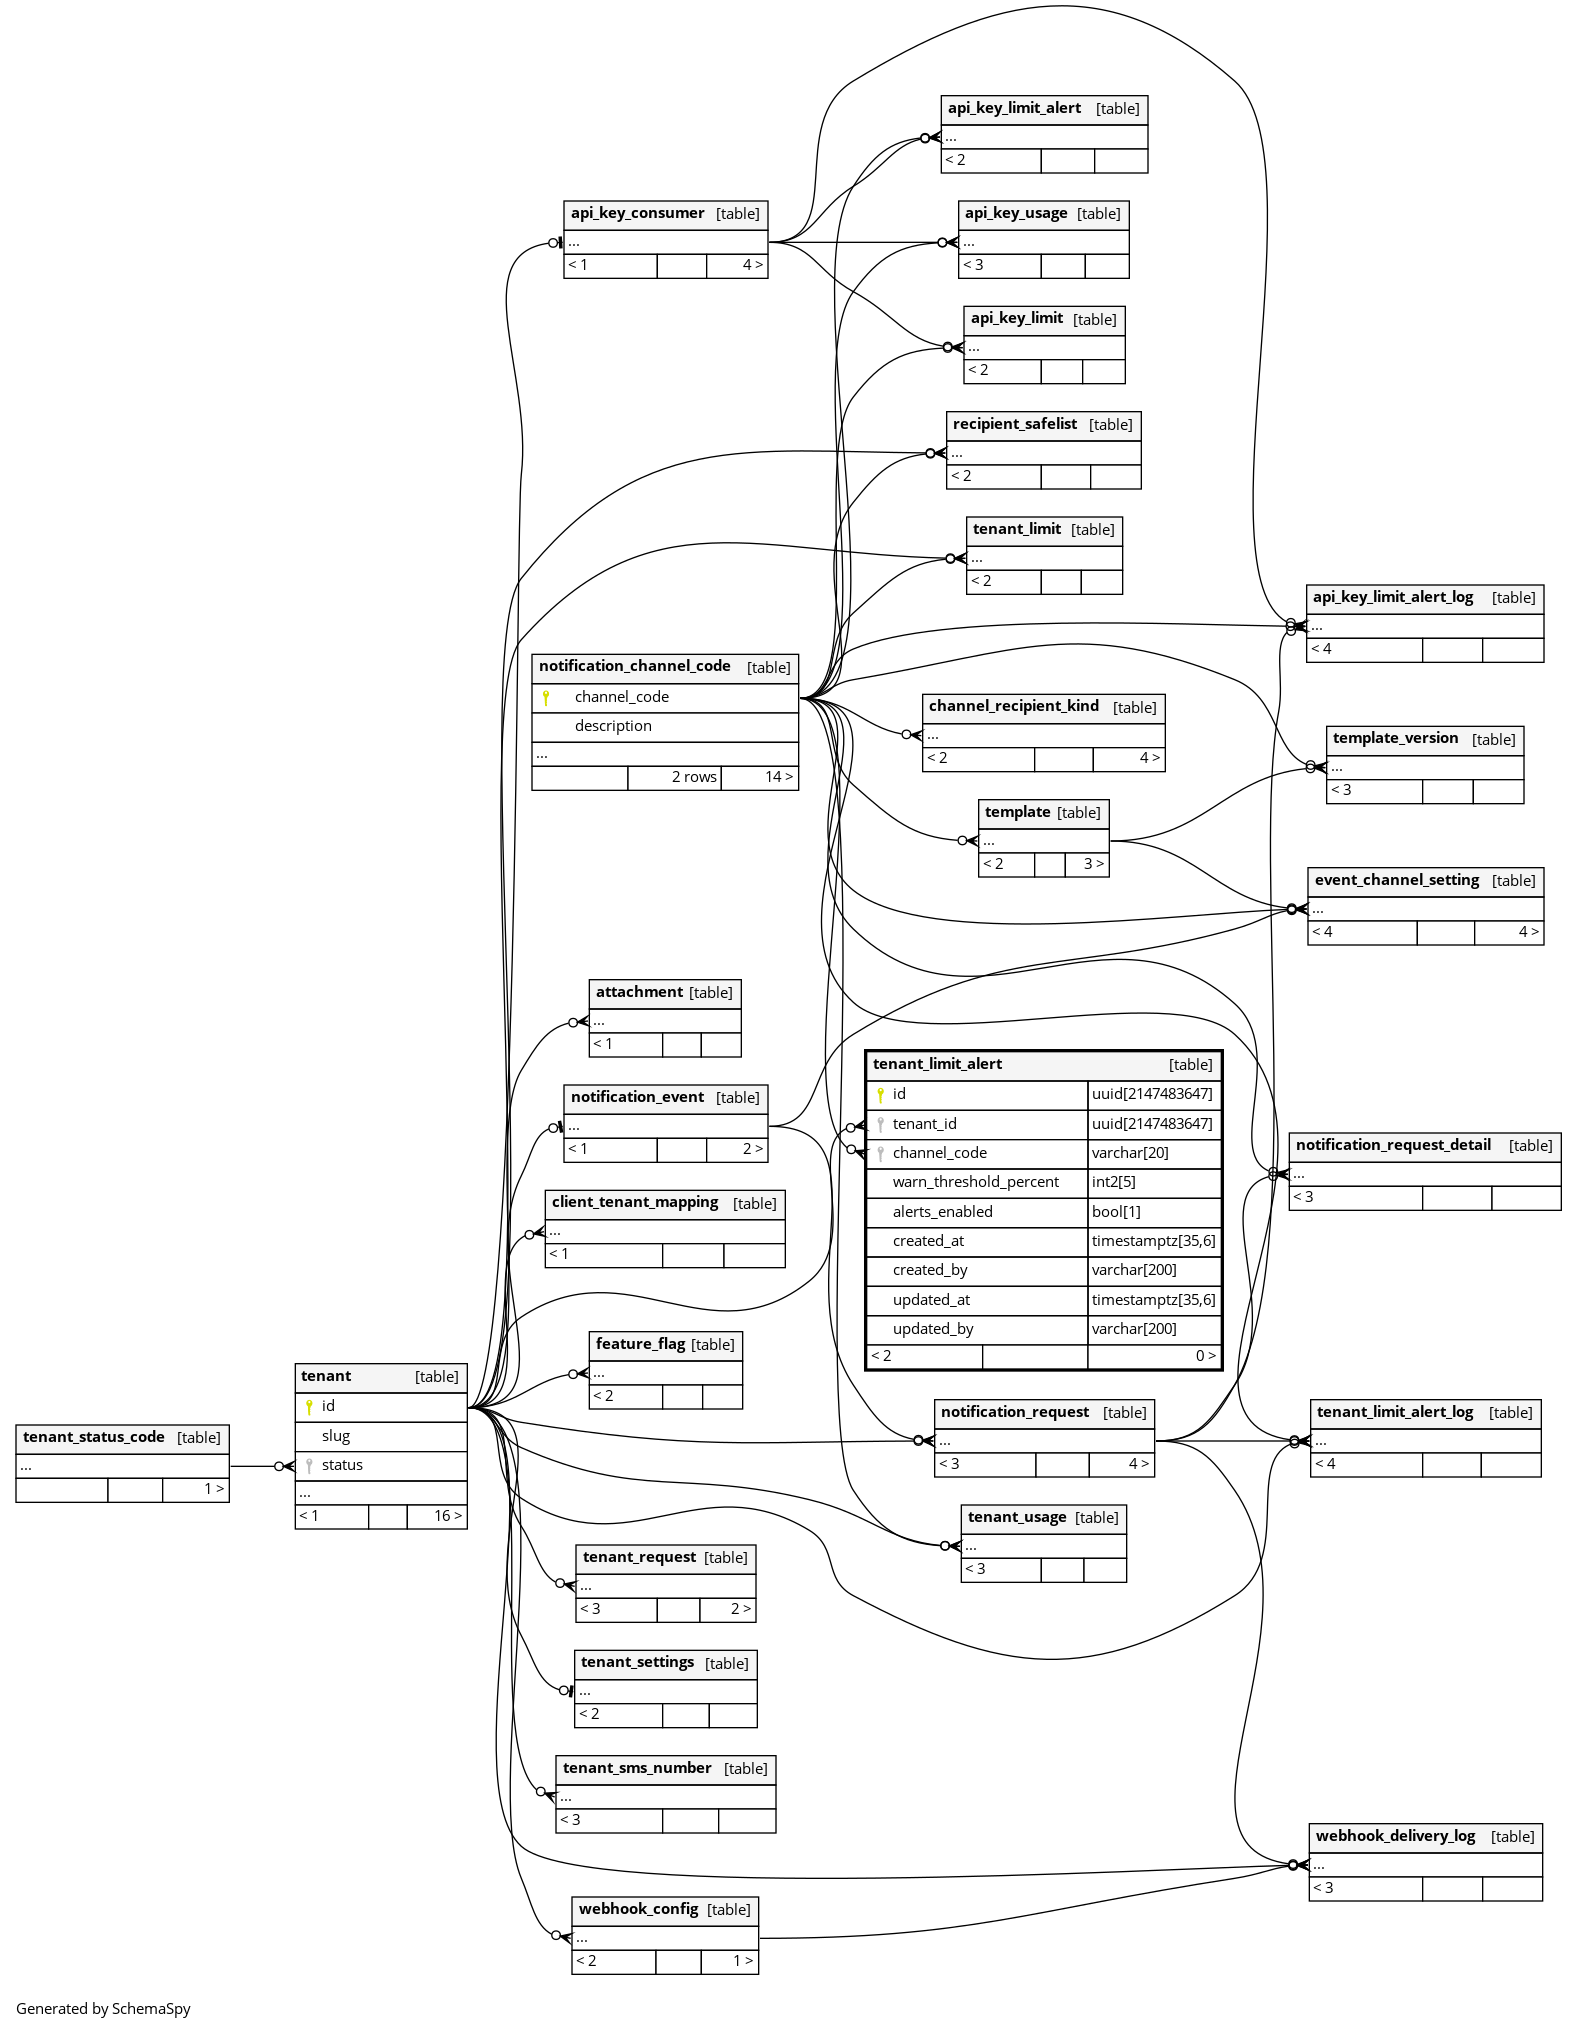 api_key_limit_alert [table]
...
< 2
api_key_consumer [table]
...
< 1 4 >
api_key_usage [table]
...
< 3
api_key_limit [table]
...
< 2
recipient_safelist [table]
...
< 2
tenant_limit [table]
...
< 2
api_key_limit_alert_log [table]
...
< 4
notification_channel_code [table]
channel_code
description
...
2 rows 14 >
channel_recipient_kind [table]
...
< 2 4 >
template_version [table]
...
< 3
template [table]
...
< 2 3 >
event_channel_setting [table]
...
< 4 4 >
attachment [table]
...
< 1
notification_event [table]
...
< 1 2 >
tenant_limit_alert [table]
id uuid[2147483647]
tenant_id uuid[2147483647]
channel_code varchar[20]
warn_threshold_percent int2[5]
alerts_enabled bool[1]
created_at timestamptz[35,6]
created_by varchar[200]
updated_at timestamptz[35,6]
updated_by varchar[200]
< 2 0 >
notification_request_detail [table]
...
< 3
client_tenant_mapping [table]
...
< 1
feature_flag [table]
...
< 2
tenant [table]
id
slug
status
...
< 1 16 >
tenant_status_code [table]
...
1 >
notification_request [table]
...
< 3 4 >
tenant_limit_alert_log [table]
...
< 4
tenant_usage [table]
...
< 3
tenant_request [table]
...
< 3 2 >
tenant_settings [table]
...
< 2
tenant_sms_number [table]
...
< 3
webhook_delivery_log [table]
...
< 3
webhook_config [table]
...
< 2 1 >
Generated by SchemaSpy